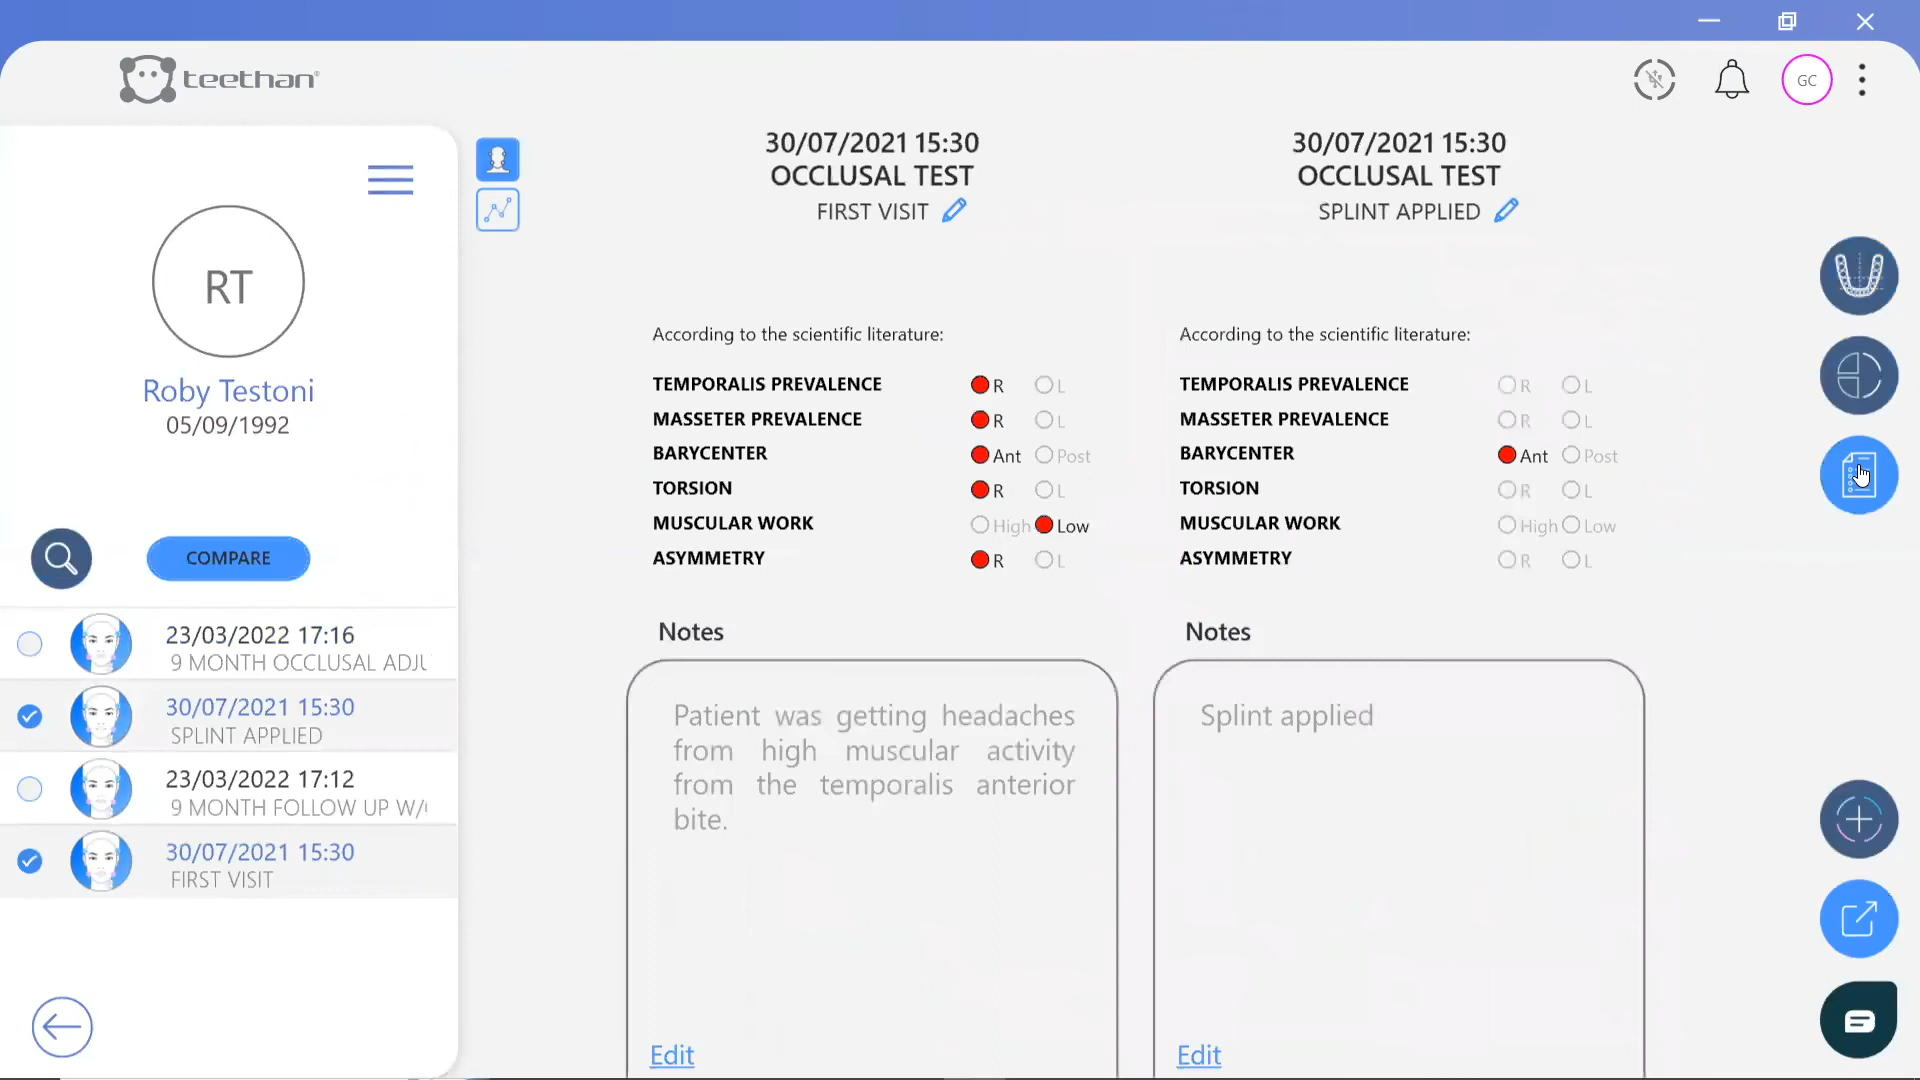 teethan®
GC
RT
Roby Testoni
05/09/1992
COMPARE
23/03/2022 17:16
9 MONTH OCCLUSAL ADJU
30/07/2021 15:30
SPLINT APPLIED
23/03/2022 17:12
9 MONTH FOLLOW UP W/
30/07/2021 15:30
FIRST VISIT
30/07/2021 15:30
OCCLUSAL TEST
FIRST VISIT
According to the scientific literature:
TEMPORALIS PREVALENCE R L
MASSETER PREVALENCE R L
BARYCENTER Ant Post
TORSION R L
MUSCULAR WORK High Low
ASYMMETRY R L
Notes
Patient was getting headaches
from high muscular activity
from the temporalis anterior
bite.
Edit
30/07/2021 15:30
OCCLUSAL TEST
SPLINT APPLIED
According to the scientific literature:
TEMPORALIS PREVALENCE R L
MASSETER PREVALENCE R L
BARYCENTER Ant Post
TORSION R L
MUSCULAR WORK High Low
ASYMMETRY R L
Notes
Splint applied
Edit